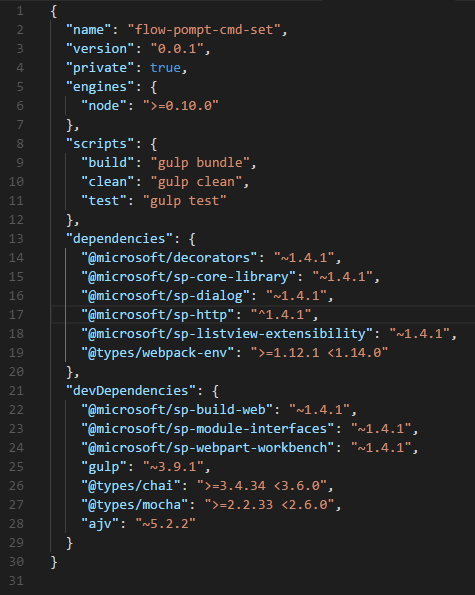 1 {
2   "name": "flow-pompt-cmd-set",
3   "version": "0.0.1",
4   "private": true,
5   "engines": {
6     "node": ">=0.10.0"
7   },
8   "scripts": {
9     "build": "gulp bundle",
10     "clean": "gulp clean",
11     "test": "gulp test"
12   },
13   "dependencies": {
14     "@microsoft/decorators": "~1.4.1",
15     "@microsoft/sp-core-library": "~1.4.1",
16     "@microsoft/sp-dialog": "~1.4.1",
17     "@microsoft/sp-http": "^1.4.1",
18     "@microsoft/sp-listview-extensibility": "~1.4.1",
19     "@types/webpack-env": ">=1.12.1 <1.14.0"
20   },
21   "devDependencies": {
22     "@microsoft/sp-build-web": "~1.4.1",
23     "@microsoft/sp-module-interfaces": "~1.4.1",
24     "@microsoft/sp-webpart-workbench": "~1.4.1",
25     "gulp": "~3.9.1",
26     "@types/chai": ">=3.4.34 <3.6.0",
27     "@types/mocha": ">=2.2.33 <2.6.0",
28     "ajv": "~5.2.2"
29   }
30 }
31